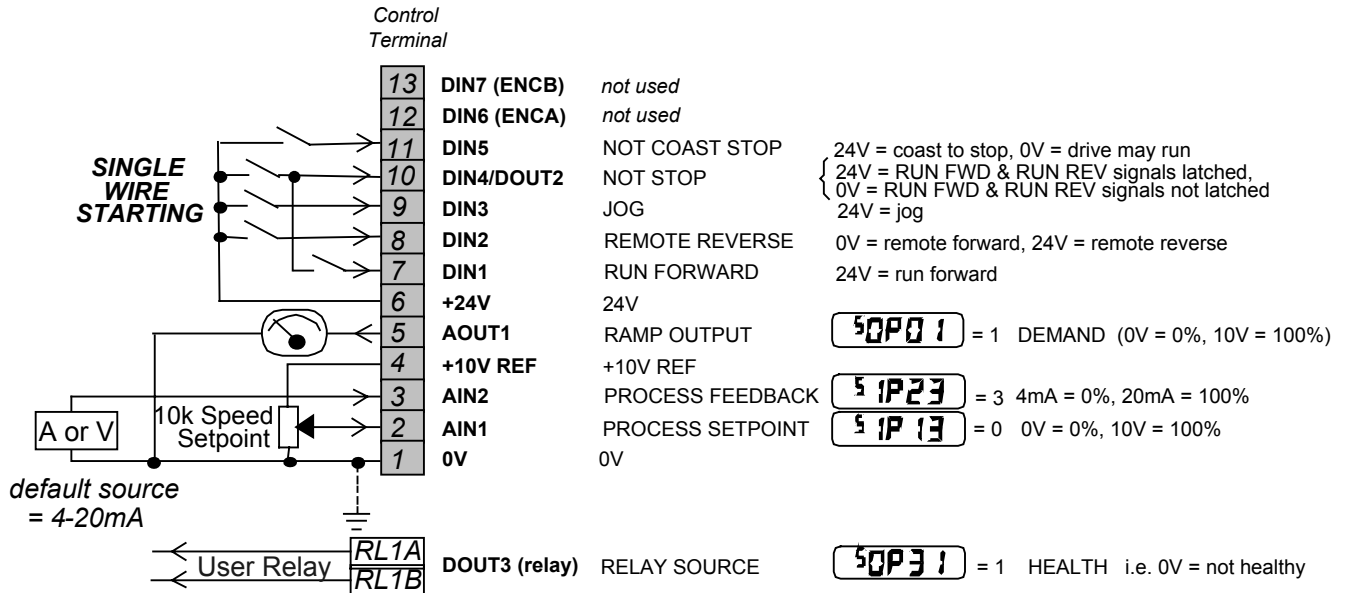 Control
Terminal
13 DIN7 (ENCB) not used
12 DIN6 (ENCA) not used
11 DIN5 NOT COAST STOP 24V = coast to stop, 0V = drive may run
SINGLE
WIRE
STARTING
10 DIN4/DOUT2 NOT STOP 24V = RUN FWD & RUN REV signals latched,
0V = RUN FWD & RUN REV signals not latched
9 DIN3 JOG 24V = jog
8 DIN2 REMOTE REVERSE 0V = remote forward, 24V = remote reverse
7 DIN1 RUN FORWARD 24V = run forward
6 +24V 24V
5 AOUT1 RAMP OUTPUT SOP01 = 1 DEMAND (0V = 0%, 10V = 100%)
4 +10V REF +10V REF
3 AIN2 PROCESS FEEDBACK SIP23 = 3 4mA = 0%, 20mA = 100%
A or V
10k Speed
Setpoint
2 AIN1 PROCESS SETPOINT SIP13 = 0 0V = 0%, 10V = 100%
1 0V 0V
default source
= 4-20mA
User Relay
RL1A
RL1B
DOUT3 (relay) RELAY SOURCE SOP31 = 1 HEALTH i.e. 0V = not healthy